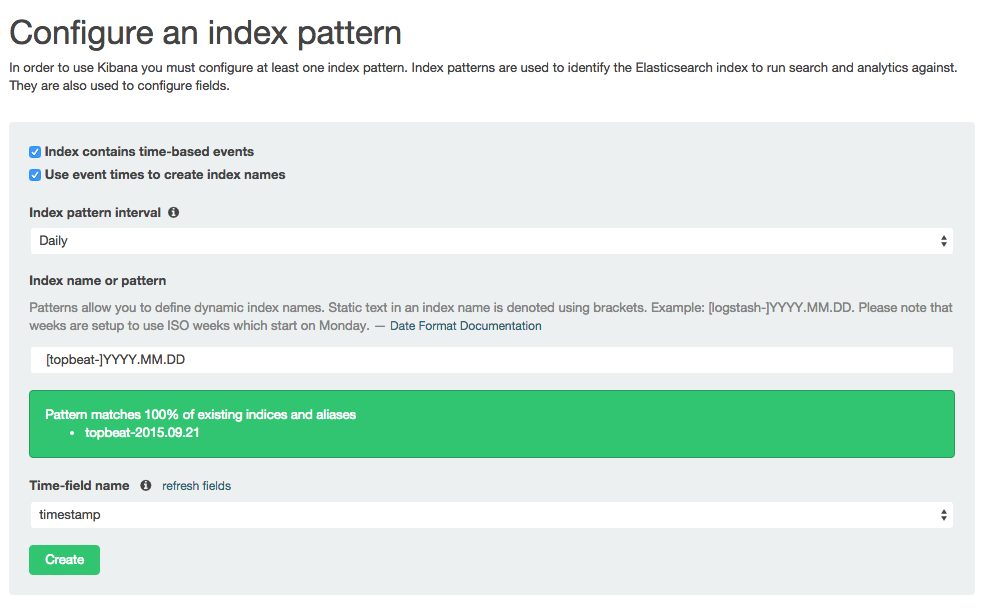 Configure an index pattern
In order to use Kibana you must configure at least one index pattern. Index patterns are used to identify the Elasticsearch index to run search and analytics against.
They are also used to configure fields.
Index contains time-based events
Use event times to create index names
Index pattern interval
Daily
Index name or pattern
Patterns allow you to define dynamic index names. Static text in an index name is denoted using brackets. Example: [logstash-]YYYY.MM.DD. Please note that
weeks are setup to use ISO weeks which start on Monday. — Date Format Documentation
[topbeat-]YYYY.MM.DD
Pattern matches 100% of existing indices and aliases
• topbeat-2015.09.21
Time-field name refresh fields
timestamp
Create